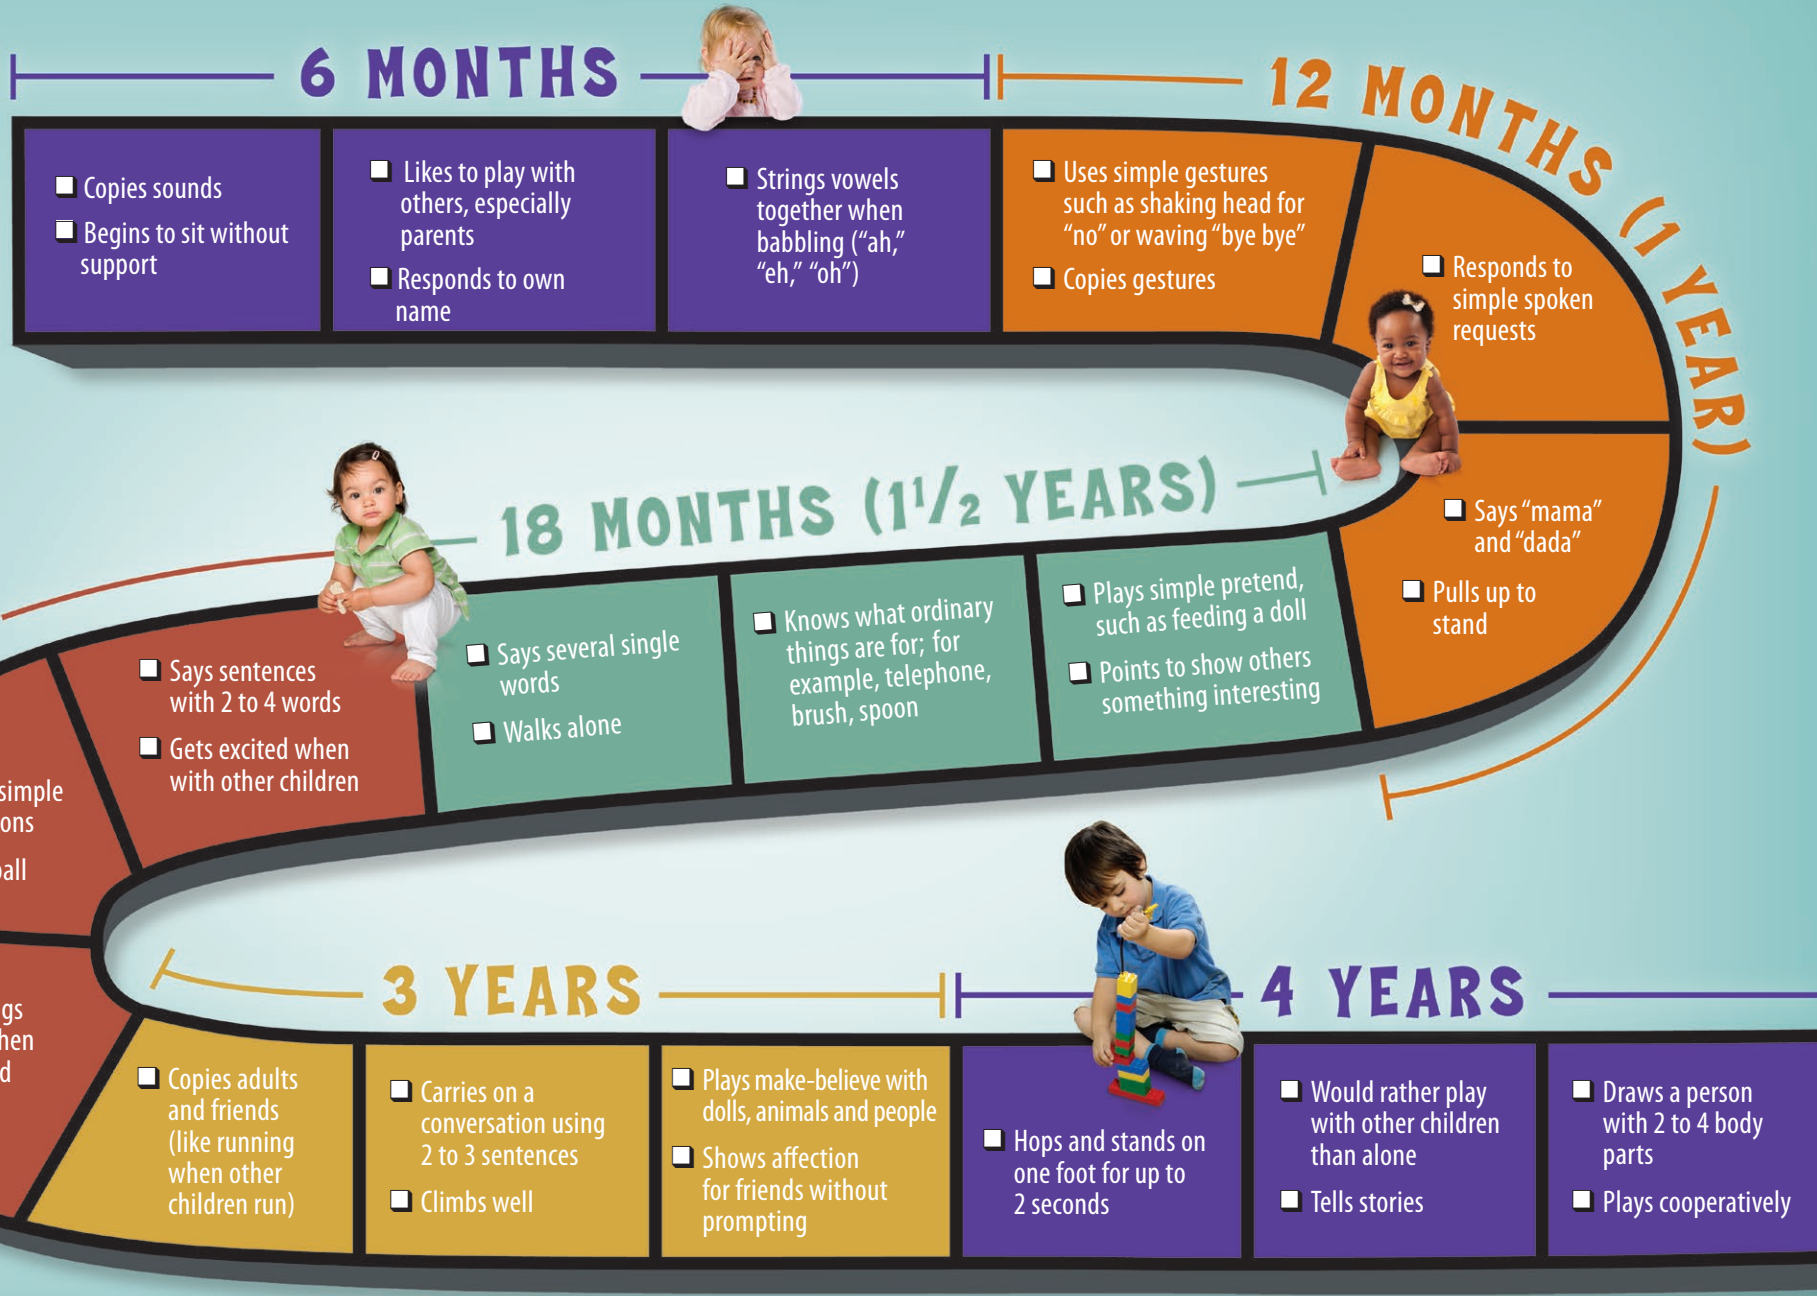 6 MONTHS
Copies sounds
Begins to sit without
support
Likes to play with
others, especially
parents
Responds to own
name
Strings vowels
together when
babbling (“ah,”
“eh,” “oh”)
12 MONTHS (1 YEAR)
Uses simple gestures
such as shaking head for
“no” or waving “bye bye”
Copies gestures
Responds to
simple spoken
requests
Says “mama”
and “dada”
Pulls up to
stand
18 MONTHS (1½ YEARS)
Plays simple pretend,
such as feeding a doll
Points to show others
something interesting
Knows what ordinary
things are for; for
example, telephone,
brush, spoon
Says several single
words
Walks alone
Says sentences
with 2 to 4 words
Gets excited when
with other children
simple
ons
all
gs
hen
d
3 YEARS
Copies adults
and friends
(like running
when other
children run)
Carries on a
conversation using
2 to 3 sentences
Climbs well
Plays make-believe with
dolls, animals and people
Shows affection
for friends without
prompting
4 YEARS
Hops and stands on
one foot for up to
2 seconds
Would rather play
with other children
than alone
Tells stories
Draws a person
with 2 to 4 body
parts
Plays cooperatively